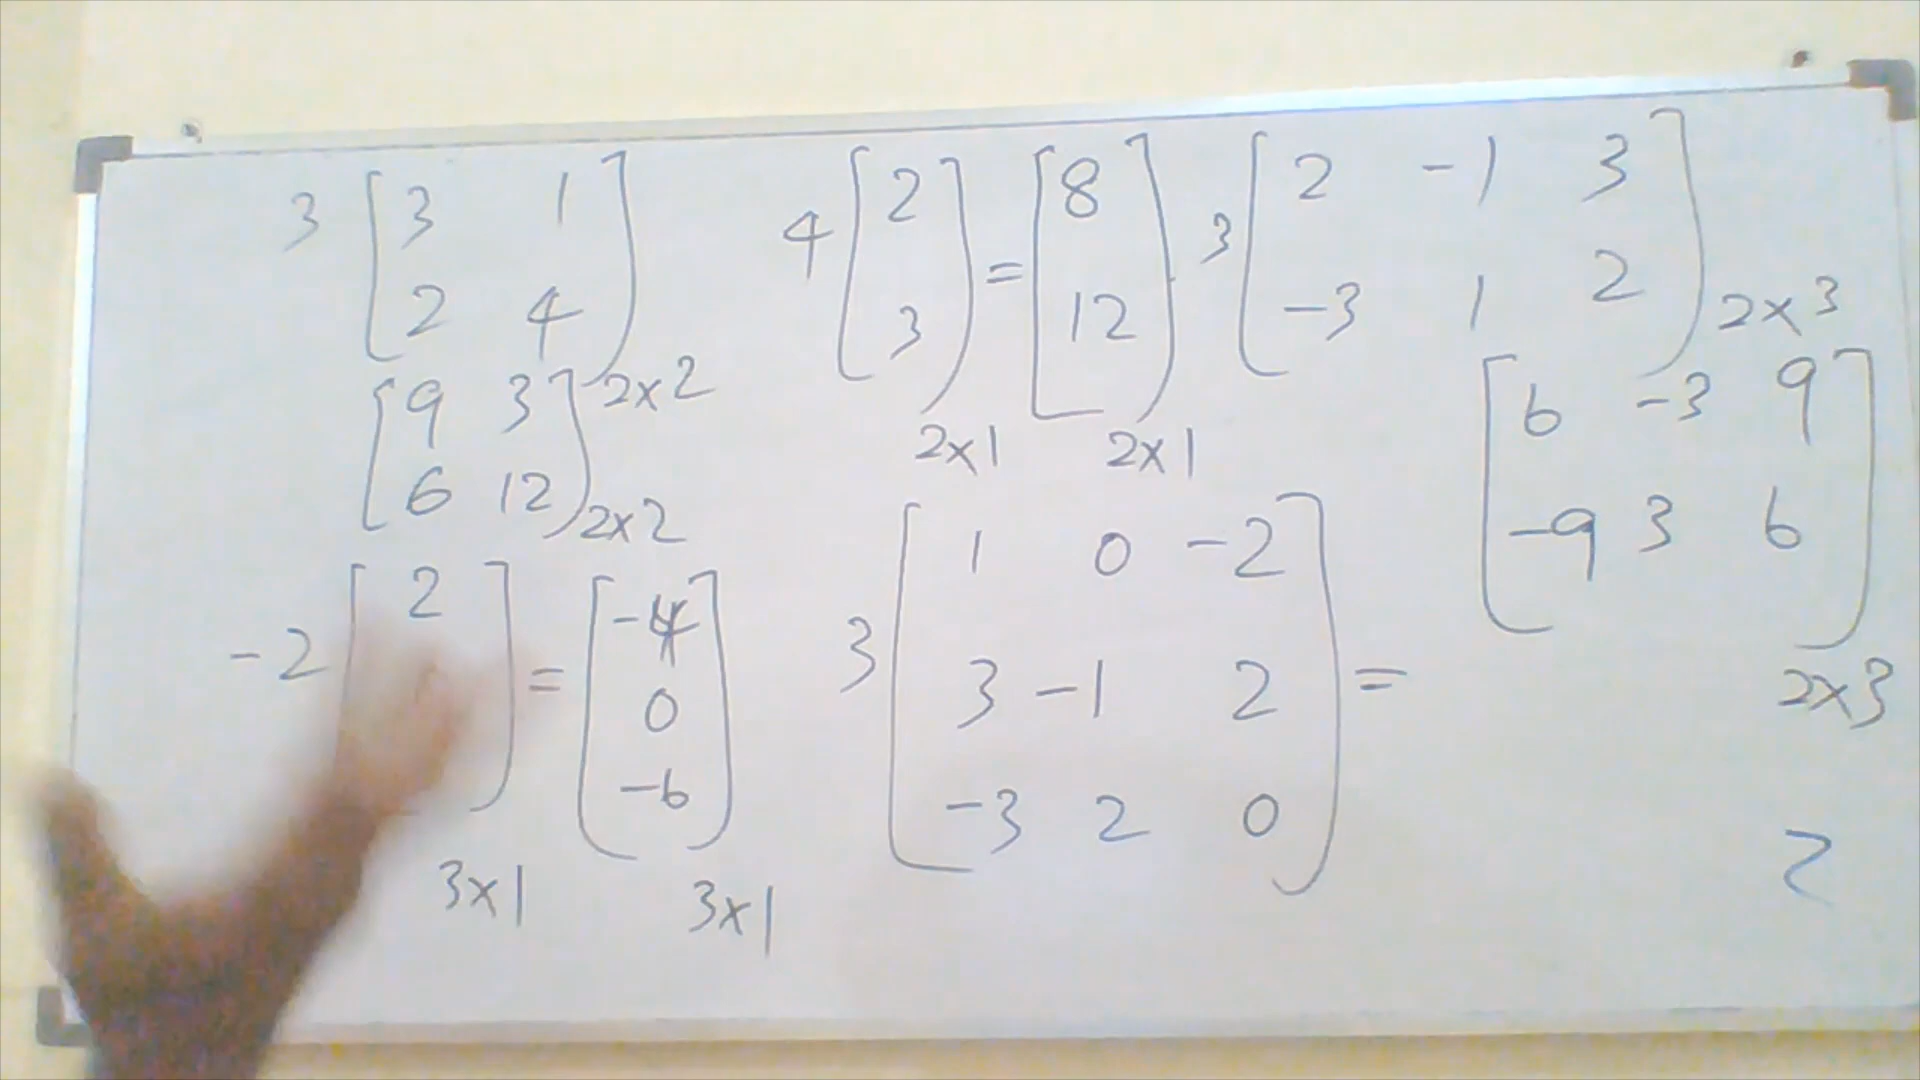 3 [3 1
2 4] 2x2
[9 3
6 12] 2x2
4 [2
3] 2x1 = [8
12] 2x1
3 [2 -1 3
-3 1 2] 2x3
[6 -3 9
-9 3 6] 2x3
-2 [2
] 3x1 = [-4
0
-6] 3x1
3 [1 0 -2
3 -1 2
-3 2 0] =